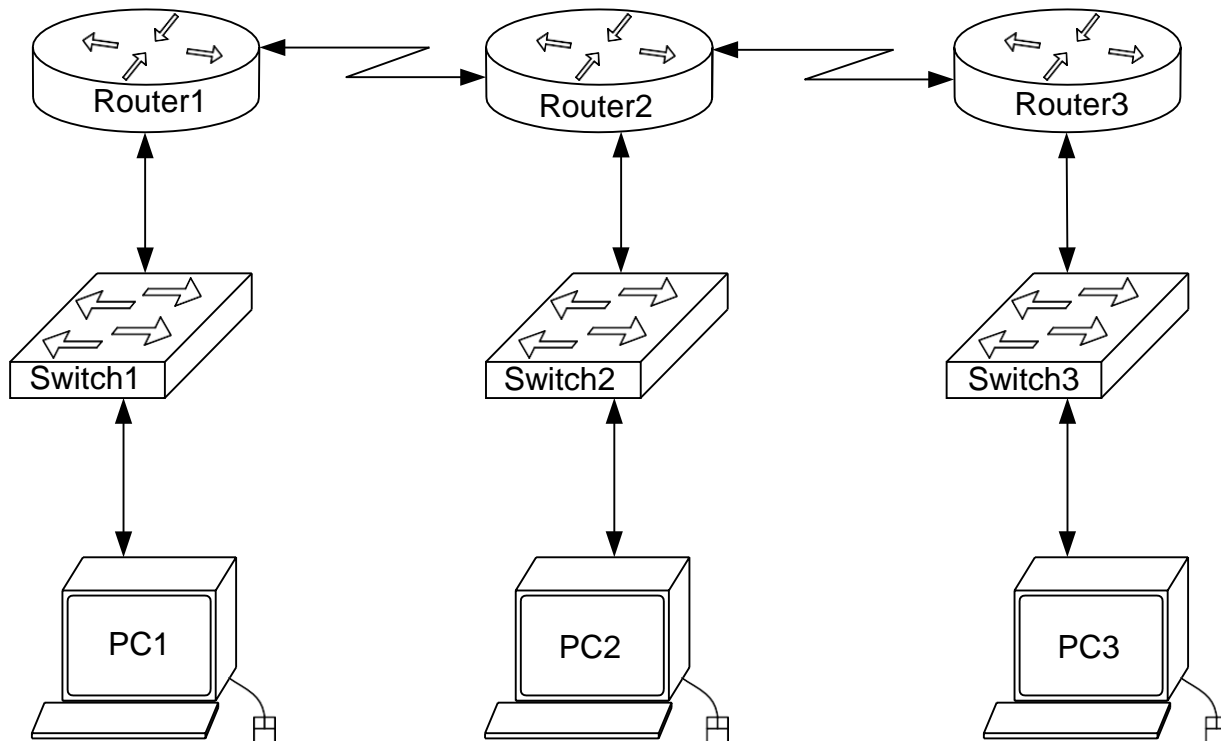 Router1
Router2
Router3
Switch1
Switch2
Switch3
PC1
PC2
PC3